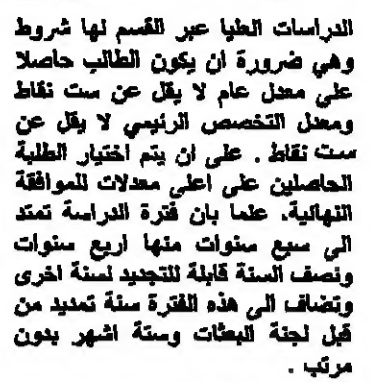 الدراسات العليا عبر القسم لها شروط
وهي ضرورة ان يكون الطالب حاصلا
على معدل عام لا يقل عن ست نقاط
ومعدل التخصص الرئيسي لا يقل عن
ست نقاط . على ان يتم اختيار الطلبة
الحاصلين على اعلى معدلات للموافقة
النهائية، علما بان فترة الدراسة تمتد
الى سبع سنوات منها اربع سنوات
ونصف السنة قابلة للتجديد لسنة اخرى
وتضاف الى هذه الفترة سنة تمديد من
قبل لجنة البعثات وستة اشهر بدون
مرتب .